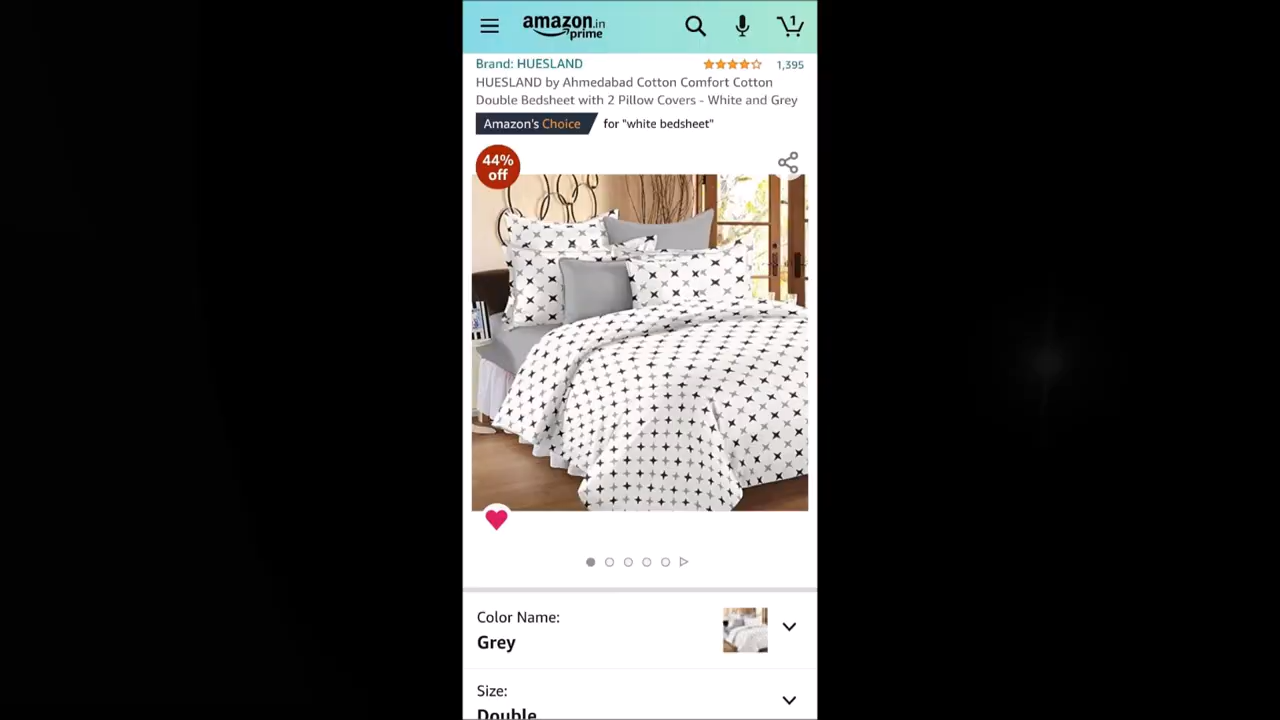 amazon.in
prime
1
Brand: HUESLAND
1,395
HUESLAND by Ahmedabad Cotton Comfort Cotton
Double Bedsheet with 2 Pillow Covers - White and Grey
Amazon's Choice for "white bedsheet"
44%
off
Color Name:
Grey
Size:
Double